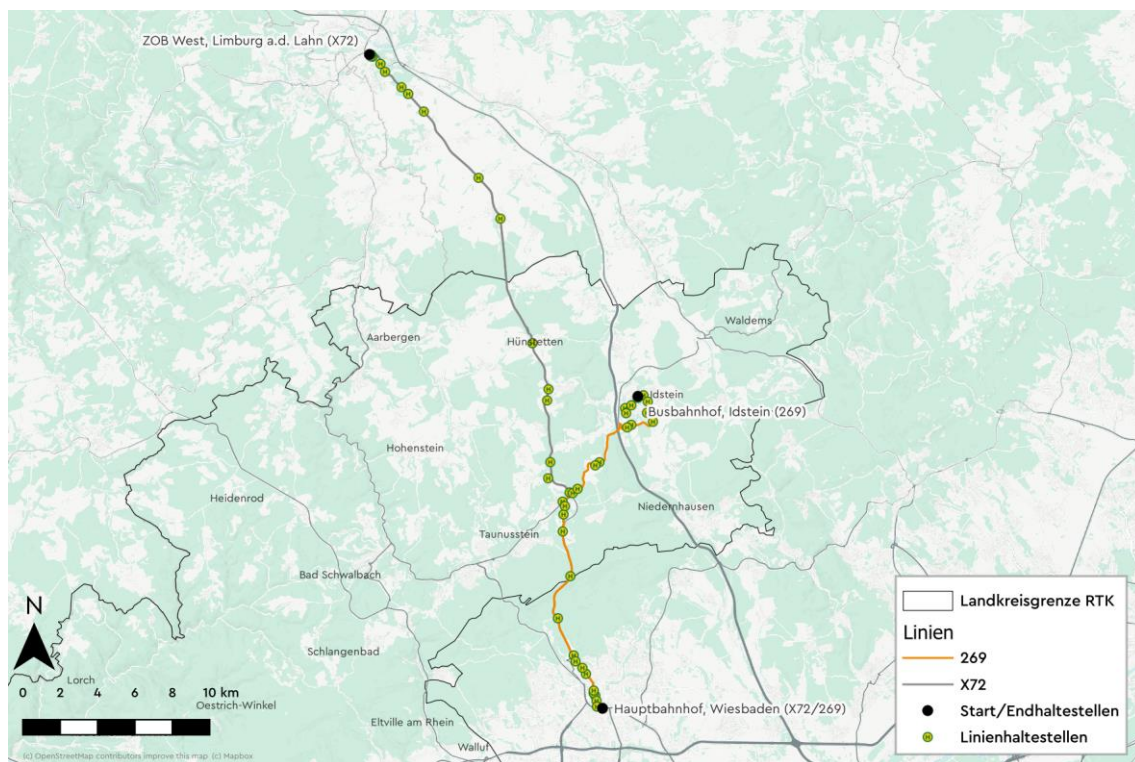 ZOB West, Limburg a.d. Lahn (X72)
Waldems
Aarbergen
Hünstetten
Idstein
Busbahnhof, Idstein (269)
Hohenstein
Heidenrod
Niedernhausen
Taunusstein
Bad Schwalbach
Schlangenbad
Lorch
Oestrich-Winkel
Eltville am Rhein
Walluf
Hauptbahnhof, Wiesbaden (X72/269)
N
0 2 4 6 8 10 km
(c) OpenStreetMap contributors improve this map (c) Mapbox
Landkreisgrenze RTK
Linien
269
X72
Start/Endhaltestellen
H Linienhaltestellen